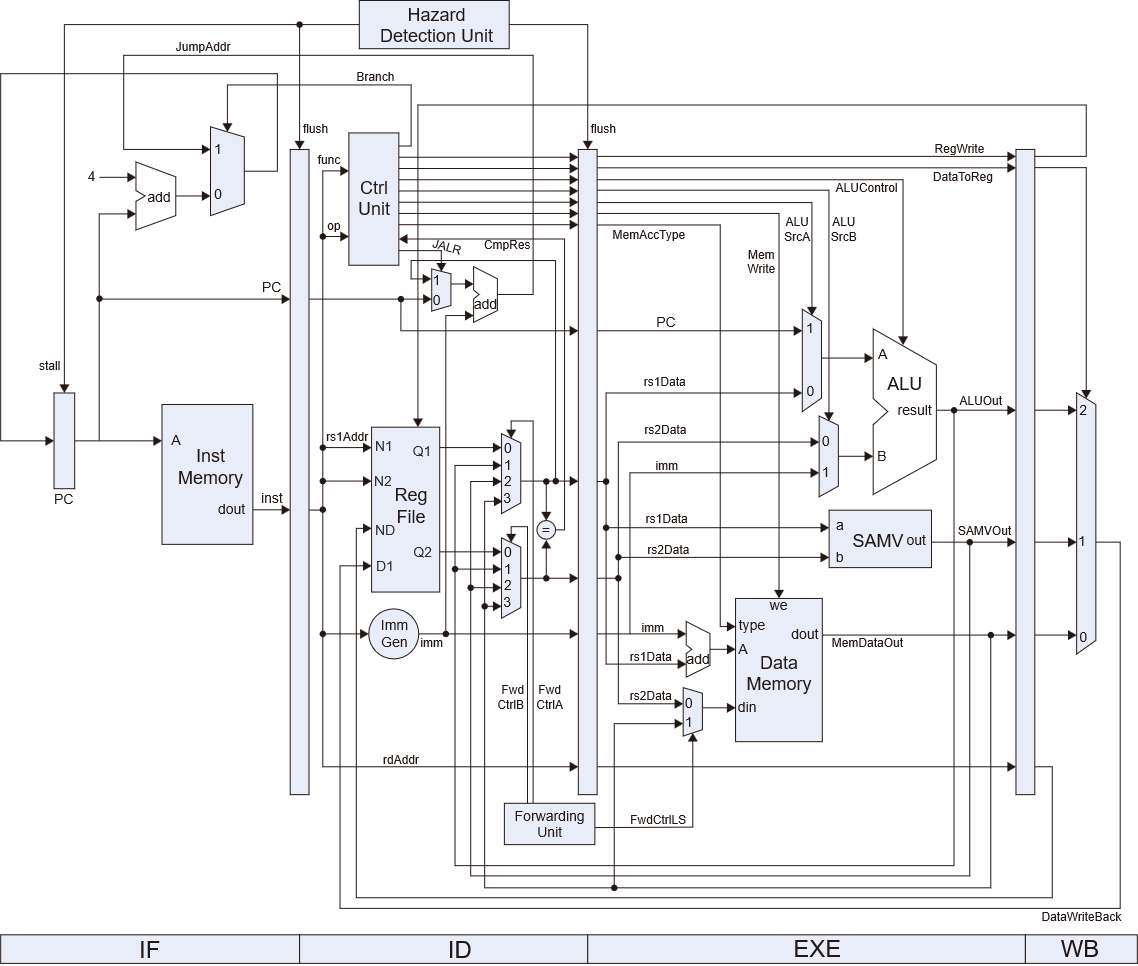 Hazard
Detection Unit
JumpAddr
Branch
flush
flush
func
RegWrite
DataToReg
1
4
add
0
Ctrl
Unit
op
ALUControl
ALU
SrcA
ALU
SrcB
MemAccType
Mem
Write
JALR
CmpRes
PC
1
0
add
PC
1
0
stall
A
ALU
result
B
rs1Data
rs2Data
0
imm
1
ALUOut
2
PC
A
Inst
Memory
dout
inst
rs1Addr
N1
N2
ND
D1
Q1
Q2
Reg
File
0
1
2
3
=
0
1
2
3
rs1Data
rs2Data
a
b
SAMV
out
SAMVOut
1
Imm
Gen
imm
imm
rs1Data
add
we
type
A
dout
Data
Memory
din
MemDataOut
0
rs2Data
0
1
Fwd
CtrlB
Fwd
CtrlA
rdAddr
Forwarding
Unit
FwdCtrlLS
DataWriteBack
IF
ID
EXE
WB